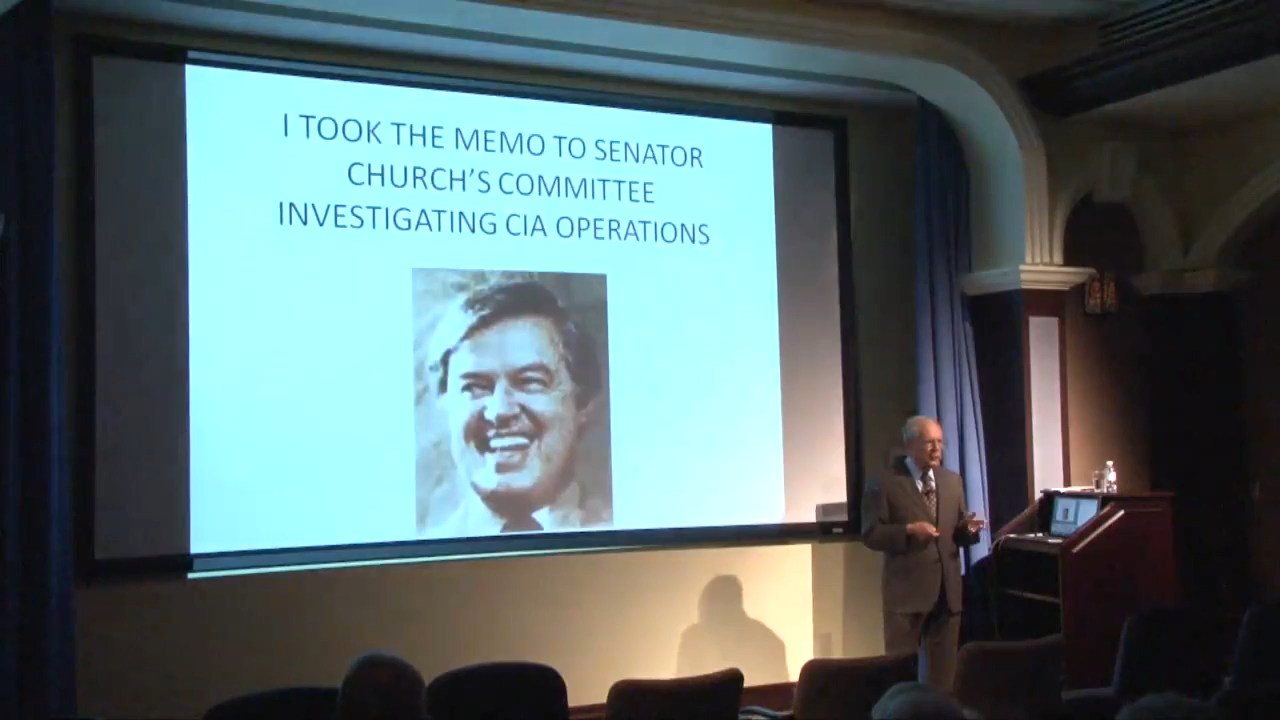 I TOOK THE MEMO TO SENATOR
CHURCH'S COMMITTEE
INVESTIGATING CIA OPERATIONS